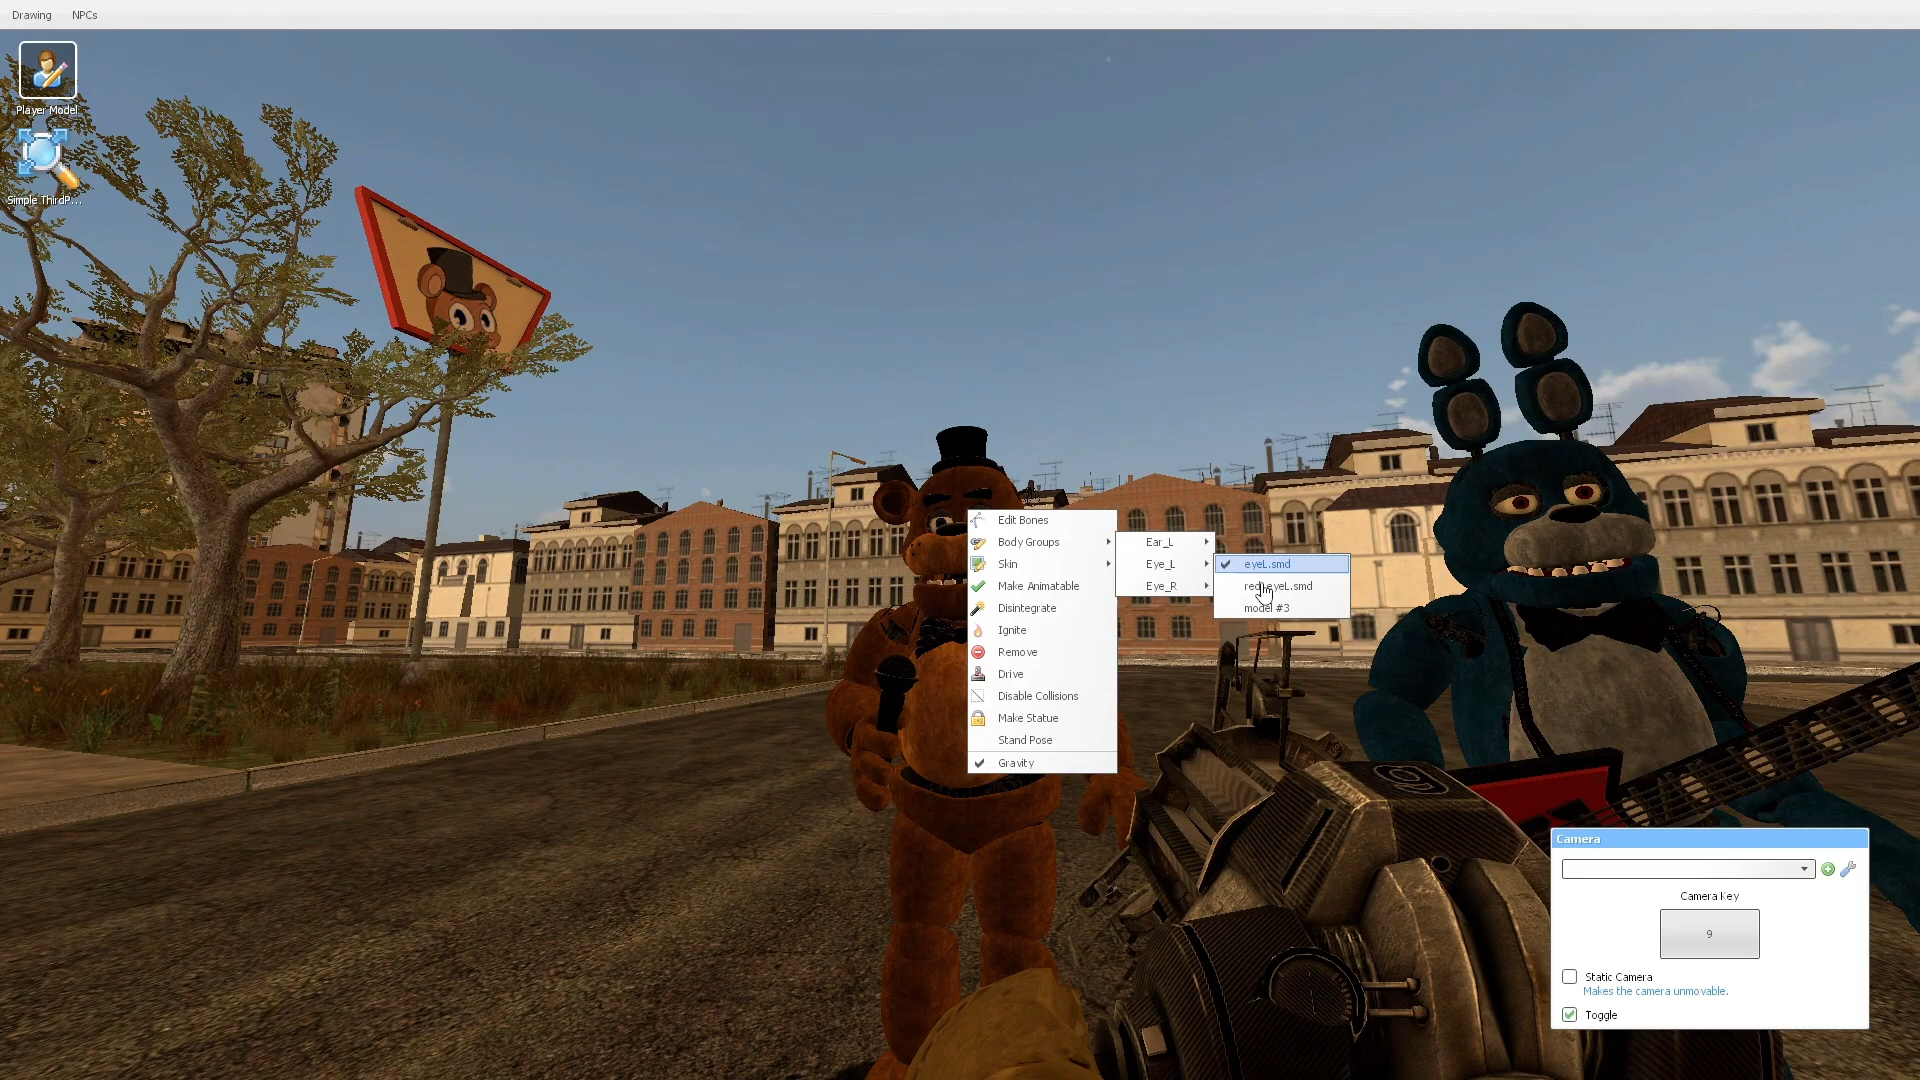 Drawing NPCs
Player Model
Simple ThirdP...
Edit Bones
Body Groups
Skin
Make Animatable
Disintegrate
Ignite
Remove
Drive
Disable Collisions
Make Statue
Stand Pose
Gravity
Ear_L
Eye_L
Eye_R
eyeL.smd
model #3
Camera
Camera Key
9
Static Camera
Makes the camera unmovable.
Toggle